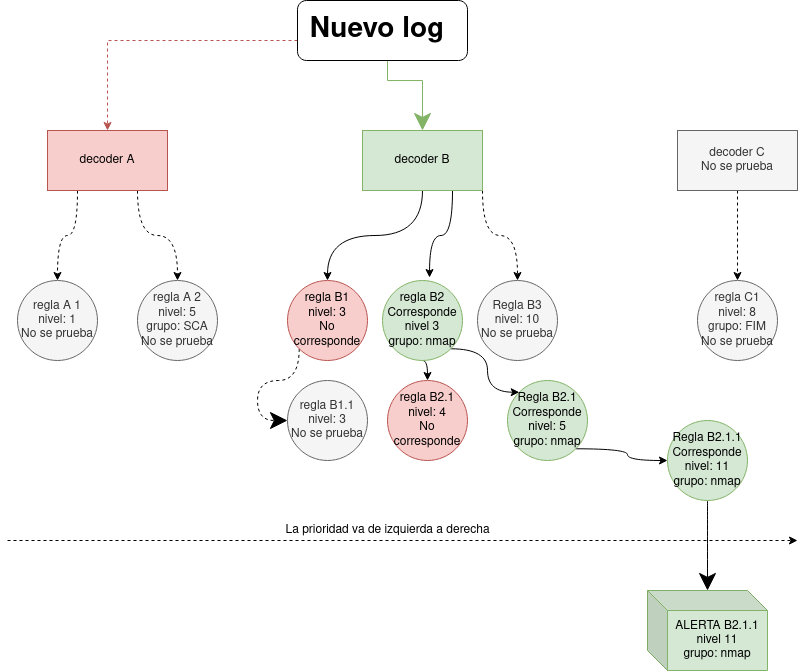 Nuevo log
decoder A
decoder B
decoder C
No se prueba
regla A 1
nivel: 1
No se prueba
regla A 2
nivel: 5
grupo: SCA
No se prueba
regla B1
nivel: 3
No
corresponde
regla B2
Corresponde
nivel 3
grupo: nmap
Regla B3
nivel: 10
No se prueba
regla C1
nivel: 8
grupo: FIM
No se prueba
regla B1.1
nivel: 3
No se prueba
regla B2.1
nivel: 4
No
corresponde
Regla B2.1
Corresponde
nivel: 5
grupo: nmap
Regla B2.1.1
Corresponde
nivel: 11
grupo: nmap
La prioridad va de izquierda a derecha
ALERTA B2.1.1
nivel 11
grupo: nmap